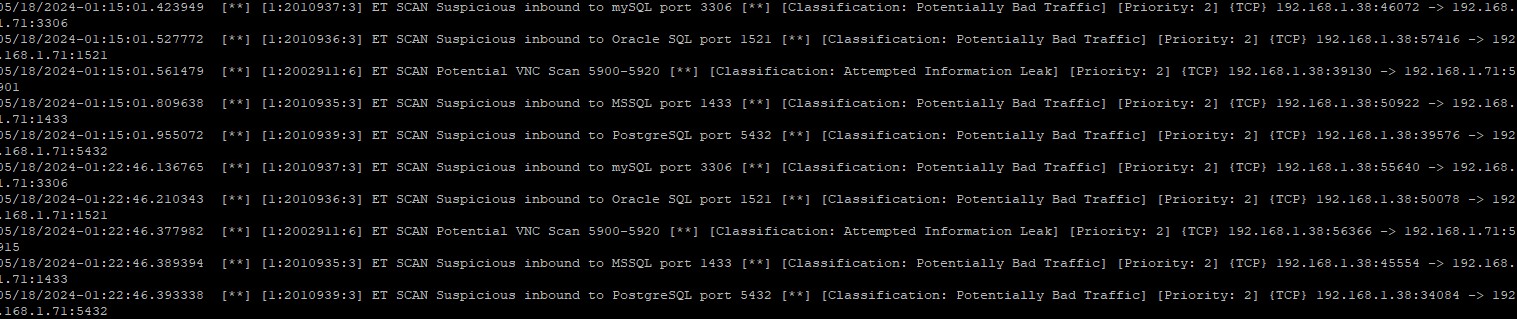 05/18/2024-01:15:01.423949  [**] [1:2010937:3] ET SCAN Suspicious inbound to mySQL port 3306 [**] [Classification: Potentially Bad Traffic] [Priority: 2] {TCP} 192.168.1.38:46072 -> 192.168.
1.71:3306
05/18/2024-01:15:01.527772  [**] [1:2010936:3] ET SCAN Suspicious inbound to Oracle SQL port 1521 [**] [Classification: Potentially Bad Traffic] [Priority: 2] {TCP} 192.168.1.38:57416 -> 192
.168.1.71:1521
05/18/2024-01:15:01.561479  [**] [1:2002911:6] ET SCAN Potential VNC Scan 5900-5920 [**] [Classification: Attempted Information Leak] [Priority: 2] {TCP} 192.168.1.38:39130 -> 192.168.1.71:5
901
05/18/2024-01:15:01.809638  [**] [1:2010935:3] ET SCAN Suspicious inbound to MSSQL port 1433 [**] [Classification: Potentially Bad Traffic] [Priority: 2] {TCP} 192.168.1.38:50922 -> 192.168.
1.71:1433
05/18/2024-01:15:01.955072  [**] [1:2010939:3] ET SCAN Suspicious inbound to PostgreSQL port 5432 [**] [Classification: Potentially Bad Traffic] [Priority: 2] {TCP} 192.168.1.38:39576 -> 192
.168.1.71:5432
05/18/2024-01:22:46.136765  [**] [1:2010937:3] ET SCAN Suspicious inbound to mySQL port 3306 [**] [Classification: Potentially Bad Traffic] [Priority: 2] {TCP} 192.168.1.38:55640 -> 192.168.
1.71:3306
05/18/2024-01:22:46.210343  [**] [1:2010936:3] ET SCAN Suspicious inbound to Oracle SQL port 1521 [**] [Classification: Potentially Bad Traffic] [Priority: 2] {TCP} 192.168.1.38:50078 -> 192
.168.1.71:1521
05/18/2024-01:22:46.377982  [**] [1:2002911:6] ET SCAN Potential VNC Scan 5900-5920 [**] [Classification: Attempted Information Leak] [Priority: 2] {TCP} 192.168.1.38:56366 -> 192.168.1.71:5
915
05/18/2024-01:22:46.389394  [**] [1:2010935:3] ET SCAN Suspicious inbound to MSSQL port 1433 [**] [Classification: Potentially Bad Traffic] [Priority: 2] {TCP} 192.168.1.38:45554 -> 192.168.
1.71:1433
05/18/2024-01:22:46.393338  [**] [1:2010939:3] ET SCAN Suspicious inbound to PostgreSQL port 5432 [**] [Classification: Potentially Bad Traffic] [Priority: 2] {TCP} 192.168.1.38:34084 -> 192
.168.1.71:5432